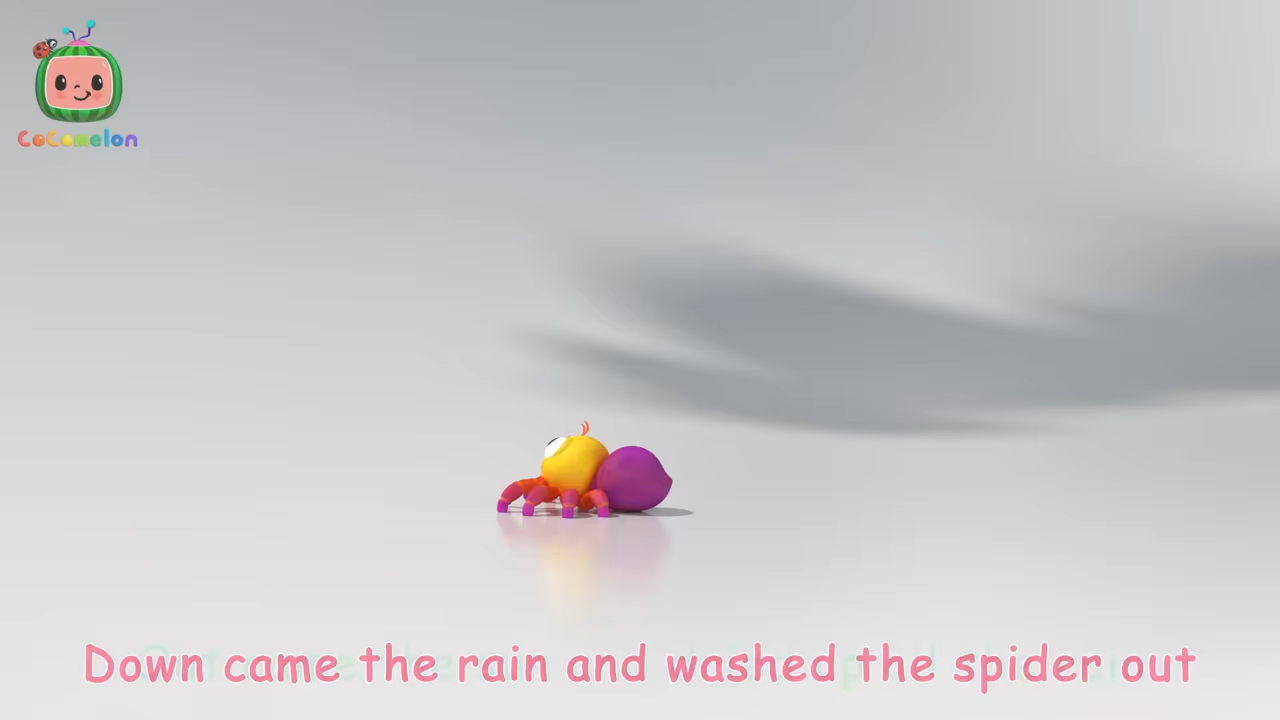 CoComelon
Down came the rain and washed the spider out